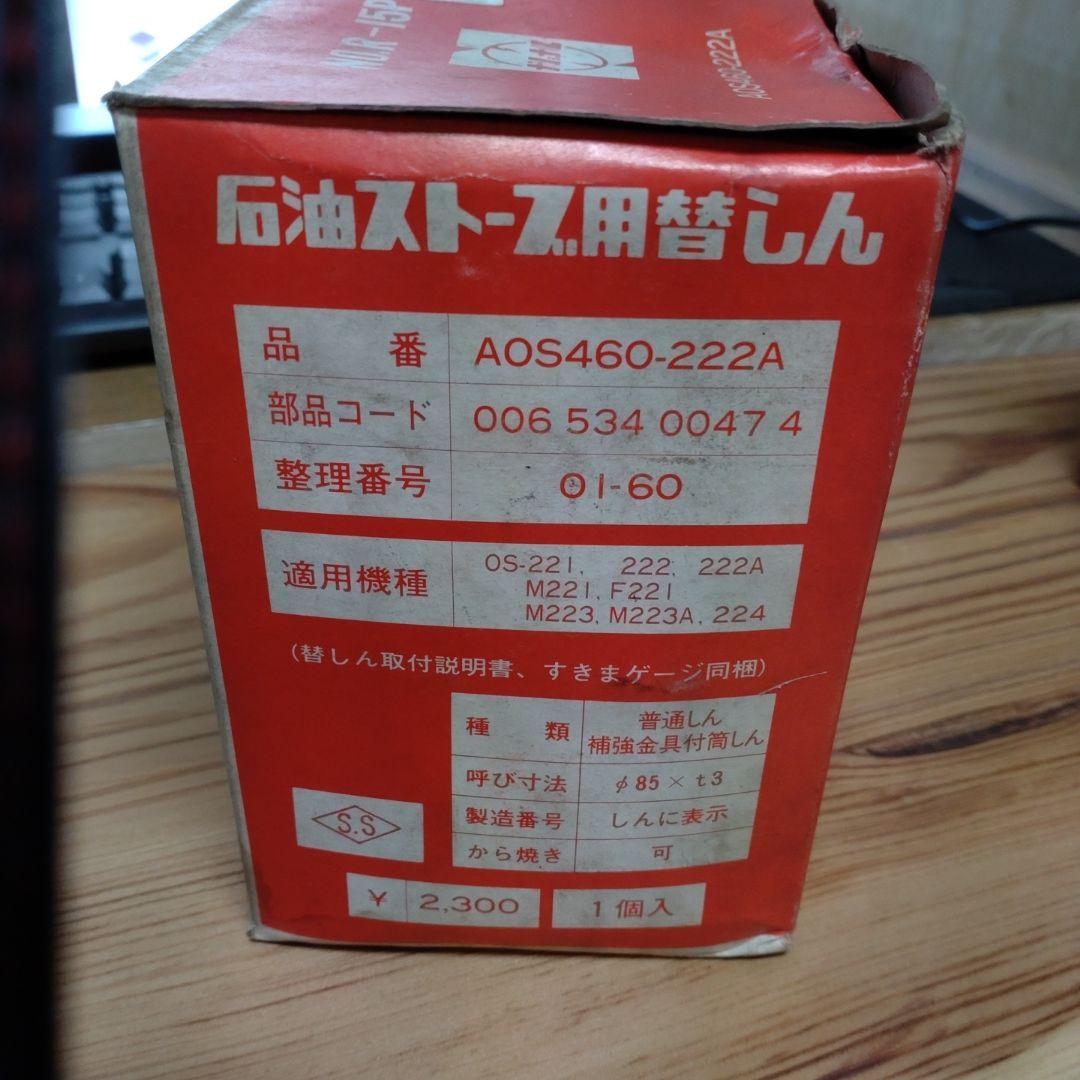 NO.R-15P
AOS460-222A
石油ストーブ用替しん
品番 AOS460-222A
部品コード 006 534 0047 4
整理番号 01-60
適用機種 OS-221, 222, 222A
M221, F221
M223, M223A, 224
(替しん取付説明書、すきまゲージ同梱)
種類 普通しん
補強金具付筒しん
呼び寸法 φ85×t3
製造番号 しんに表示
から焼き 可
S.S
¥ 2,300 1個入